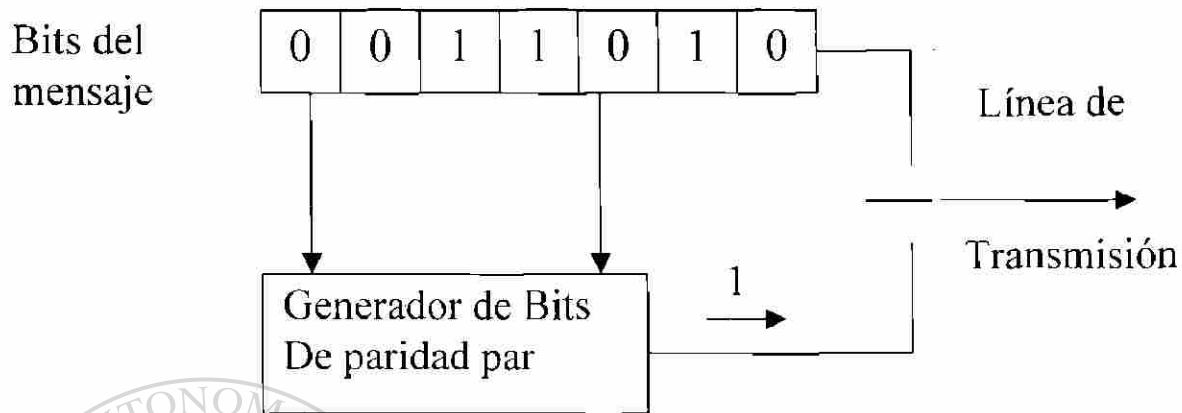 Bits del
mensaje
0 0 1 1 0 1 0
Línea de
Transmisión
1
Generador de Bits
De paridad par